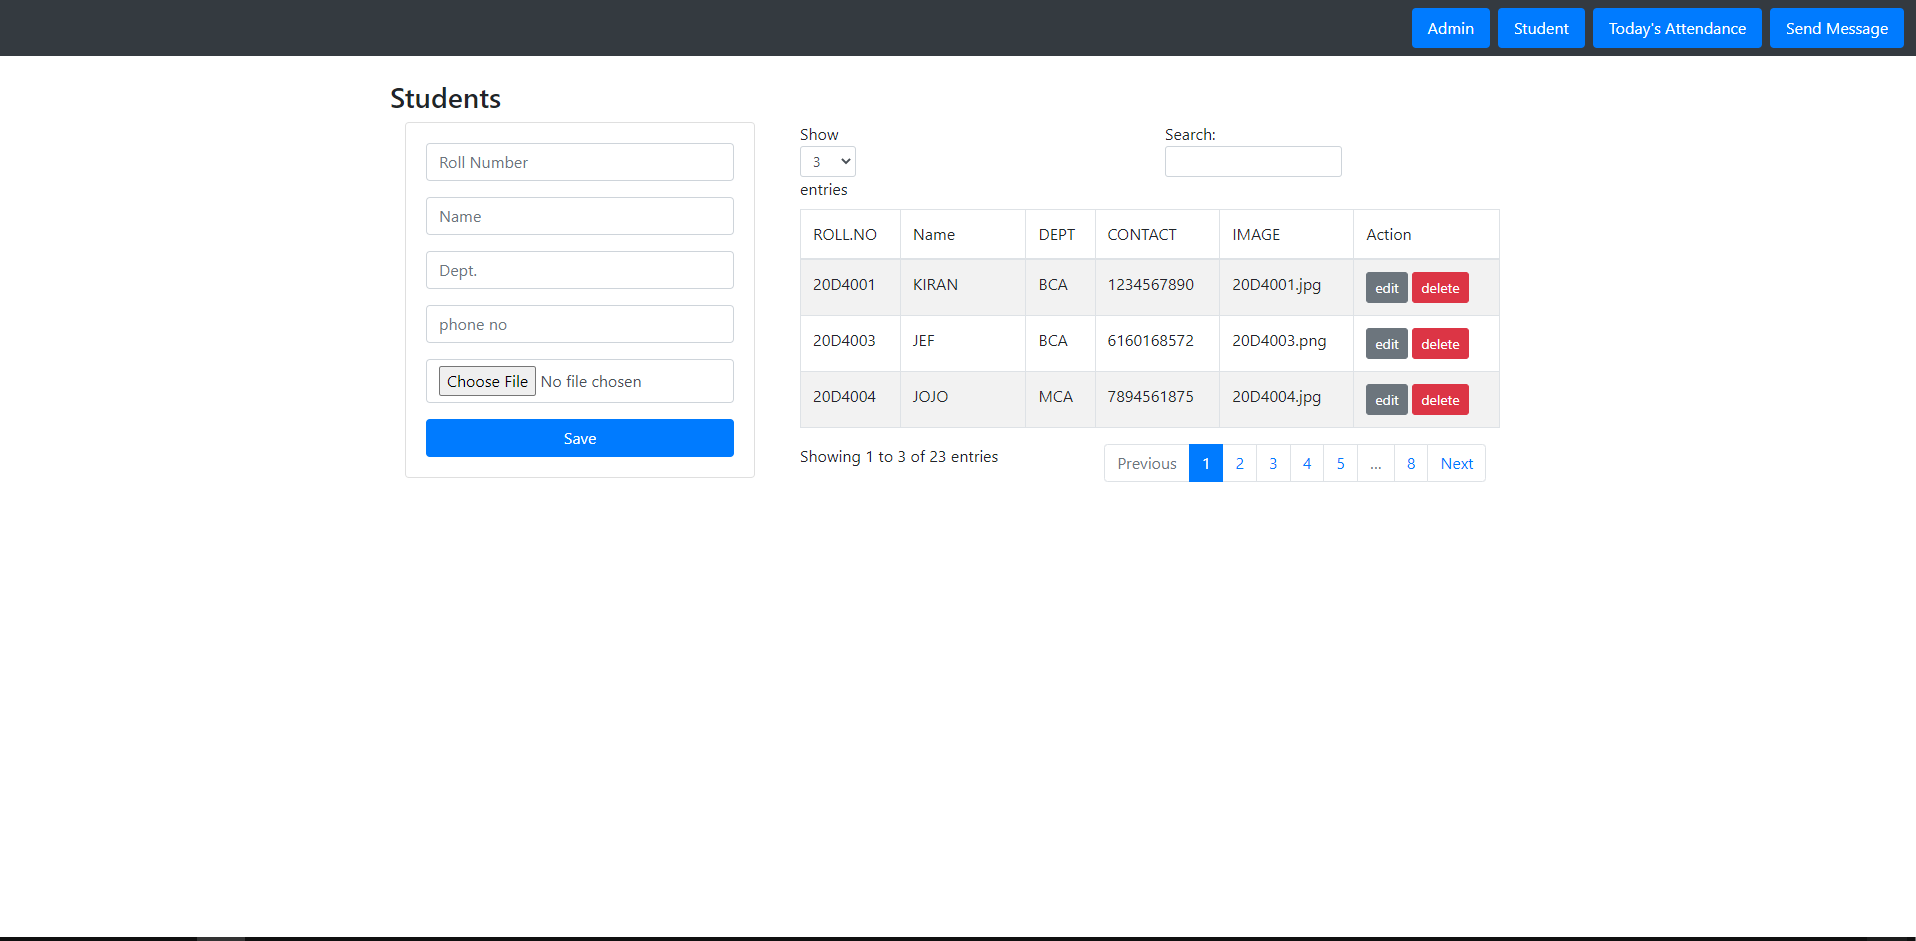 Admin Student Today's Attendance Send Message
Students
Roll Number
Name
Dept.
phone no
Choose File No file chosen
Save
Show
3
entries
Search:
ROLL.NO Name DEPT CONTACT IMAGE Action
20D4001 KIRAN BCA 1234567890 20D4001.jpg edit delete
20D4003 JEF BCA 6160168572 20D4003.png edit delete
20D4004 JOJO MCA 7894561875 20D4004.jpg edit delete
Showing 1 to 3 of 23 entries
Previous 1 2 3 4 5 ... 8 Next